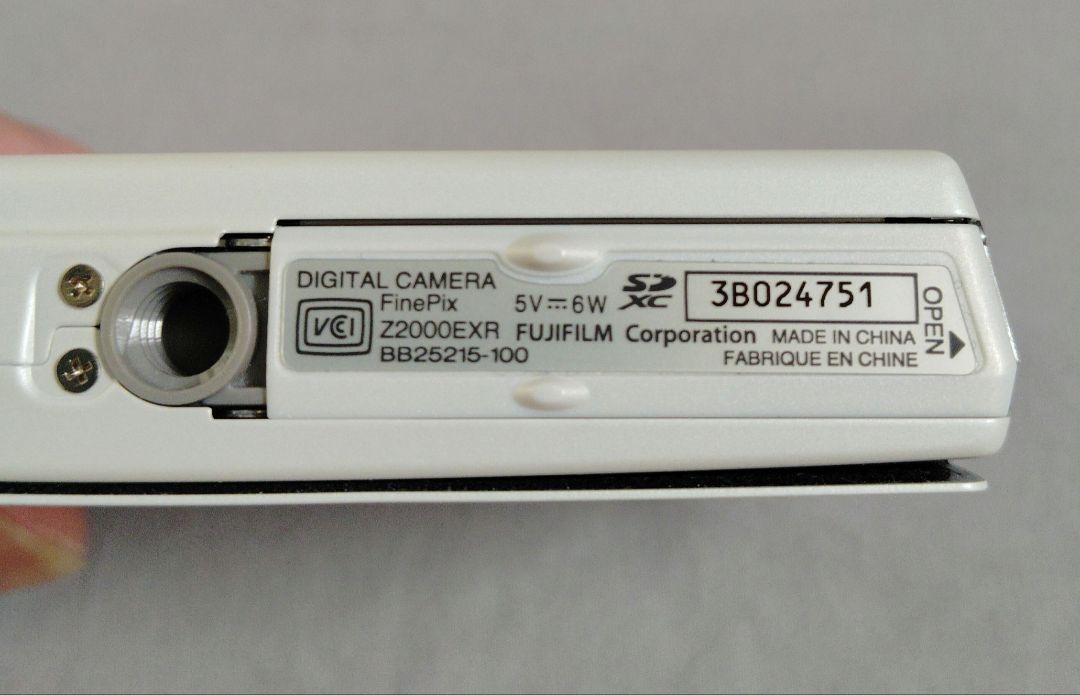 DIGITAL CAMERA
FinePix
Z2000EXR
BB25215-100
VCCI
5V⎓6W
SD XC
3B024751
FUJIFILM Corporation
MADE IN CHINA
FABRIQUE EN CHINE
OPEN